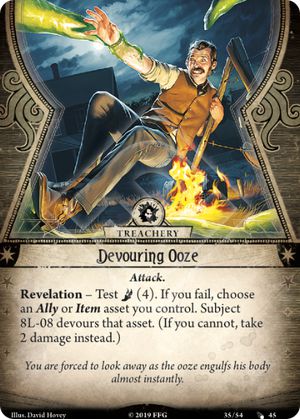 TREACHERY
Devouring Ooze
Attack.
Revelation – Test (4). If you fail, choose
an Ally or Item asset you control. Subject
8L-08 devours that asset. (If you cannot, take
2 damage instead.)
You are forced to look away as the ooze engulfs his body
almost instantly.
Illus. David Hovey © 2019 FFG 35/54 45